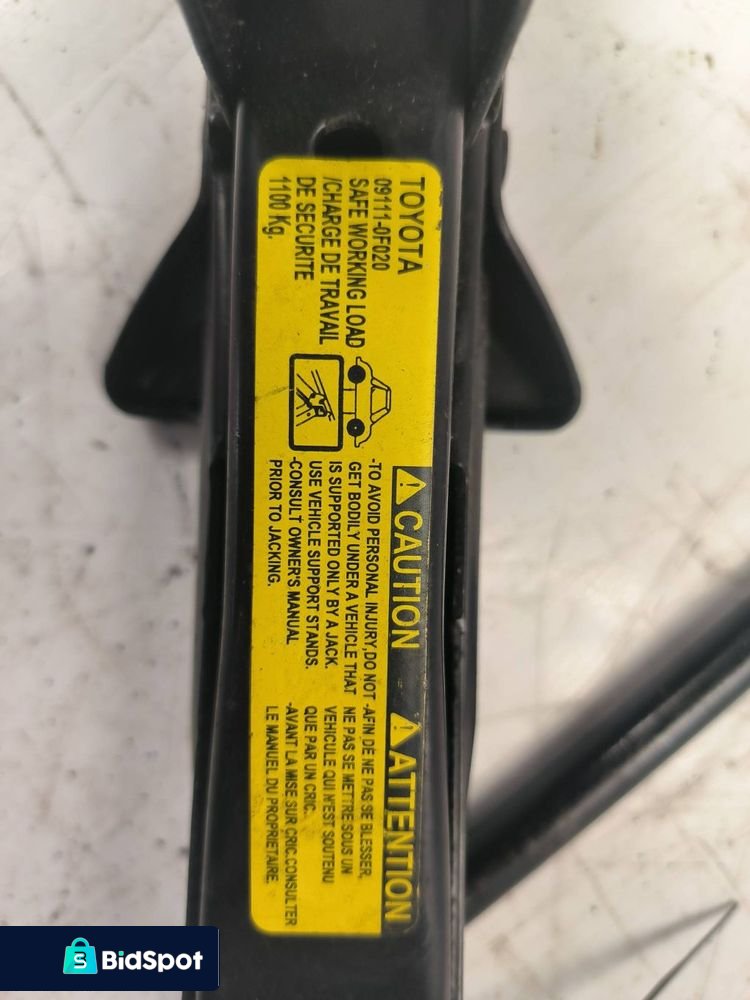 TOYOTA
09111-0F020
SAFE WORKING LOAD
/CHARGE DE TRAVAIL
DE SECURITE
1100 Kg.
CAUTION
-TO AVOID PERSONAL INJURY,DO NOT
GET BODILY UNDER A VEHICLE THAT
IS SUPPORTED ONLY BY A JACK.
USE VEHICLE SUPPORT STANDS.
-CONSULT OWNER'S MANUAL
PRIOR TO JACKING.
ATTENTION
-AFIN DE NE PAS SE BLESSER,
NE PAS SE METTRE SOUS UN
VEHICULE QUI N'EST SOUTENU
QUE PAR UN CRIC.
-AVANT LA MISE SUR CRIC.CONSULTER
LE MANUEL DU PROPRIETAIRE.
BidSpot